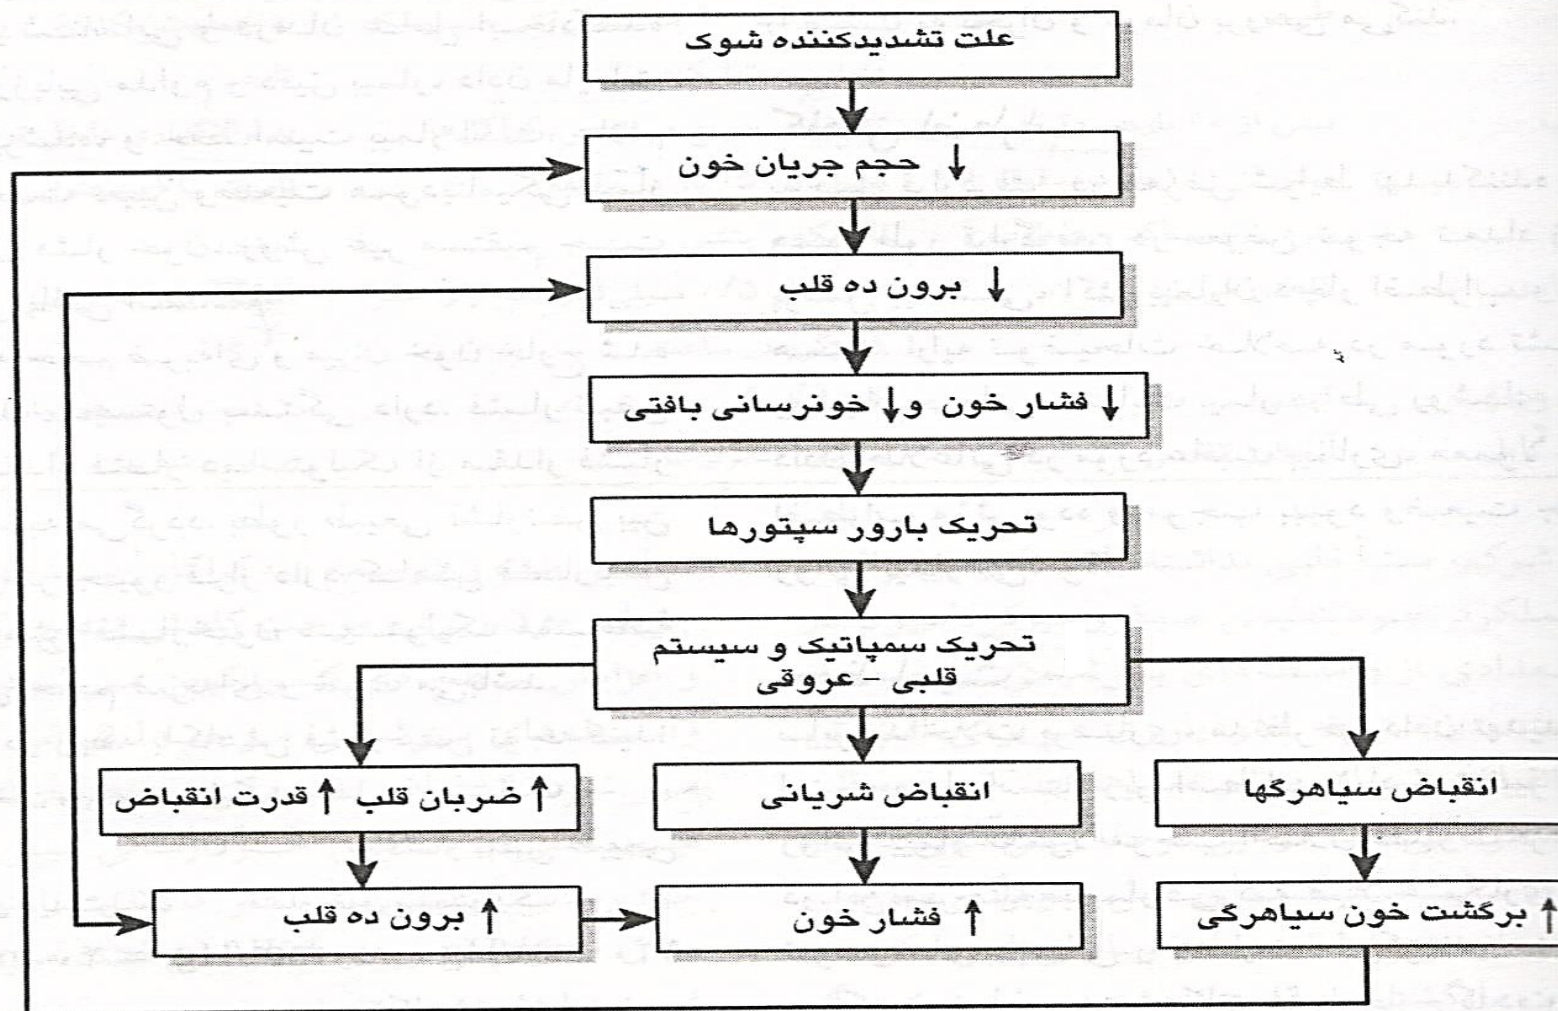 علت تشدیدکننده شوک
↓ حجم جریان خون
↓ برون ده قلب
↓ فشار خون و ↓ خونرسانی بافتی
تحریک بارور سپتورها
تحریک سمپاتیک و سیستم
قلبی – عروقی
انقباض سیاهرگها
انقباض شریانی
↑ ضربان قلب ↑ قدرت انقباض
↑ برگشت خون سیاهرگی
↑ فشار خون
↑ برون ده قلب